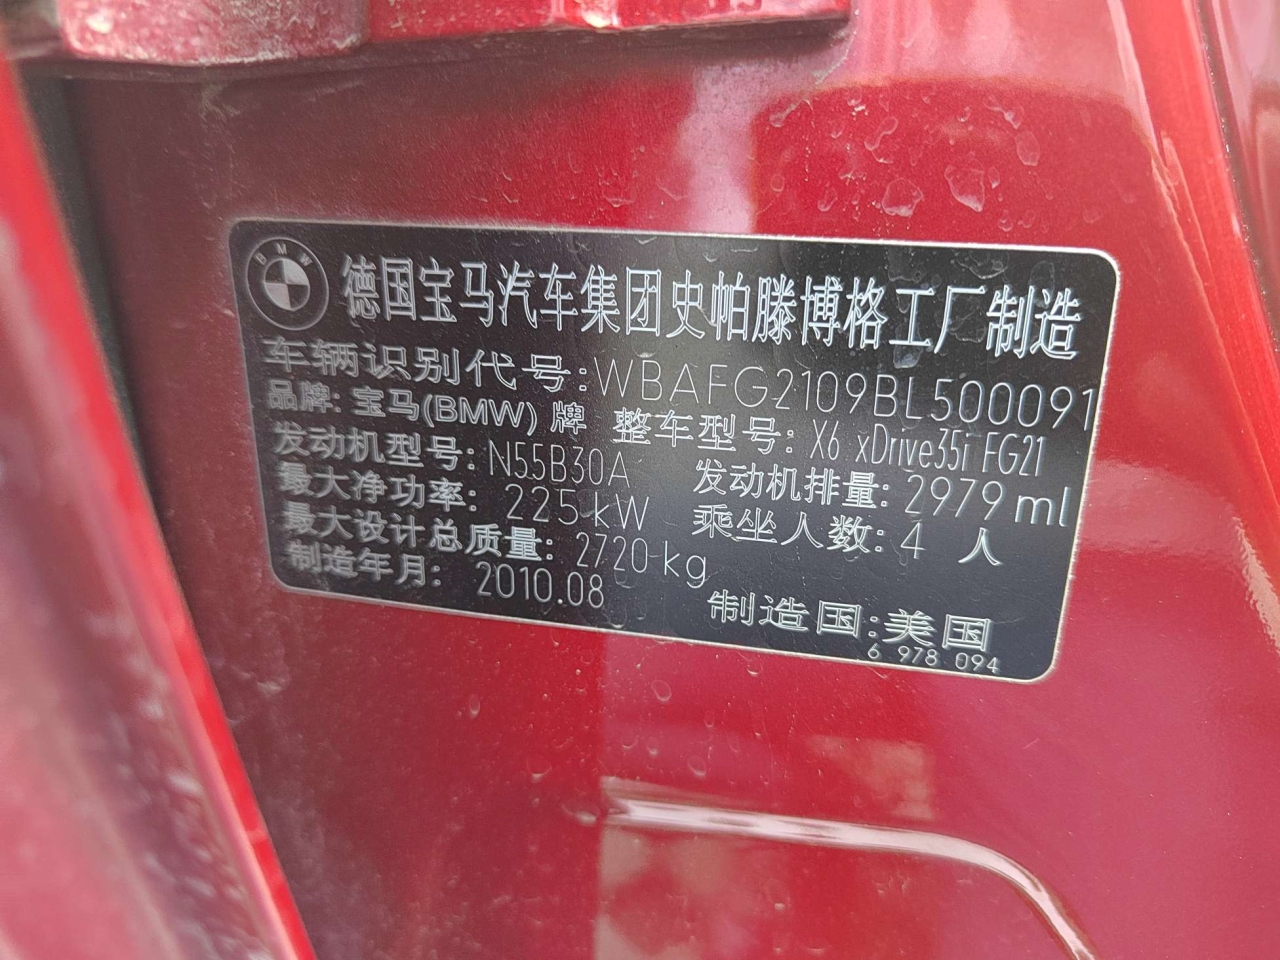 BMW
德国宝马汽车集团史帕滕博格工厂制造
车辆识别代号:WBAFG2109BL500091
品牌: 宝马(BMW) 牌 整车型号: X6 xDrive35i FG21
发动机型号: N55B30A 发动机排量: 2979ml
最大净功率: 225 kW 乘坐人数: 4 人
最大设计总质量: 2720 kg
制造年月: 2010.08 制造国:美国
6 978 094